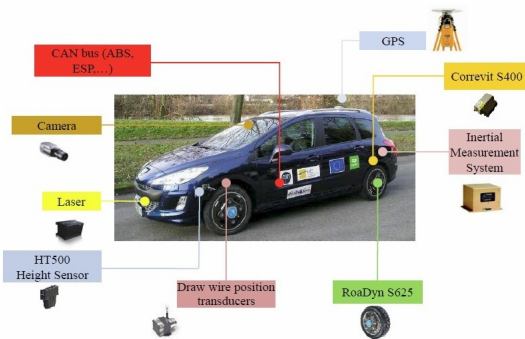 GPS
CAN bus (ABS,
ESP,…)
Correvit S400
Camera
Inertial
Measurement
System
Laser
HT500
Height Sensor
Draw wire position
transducers
RoaDyn S625